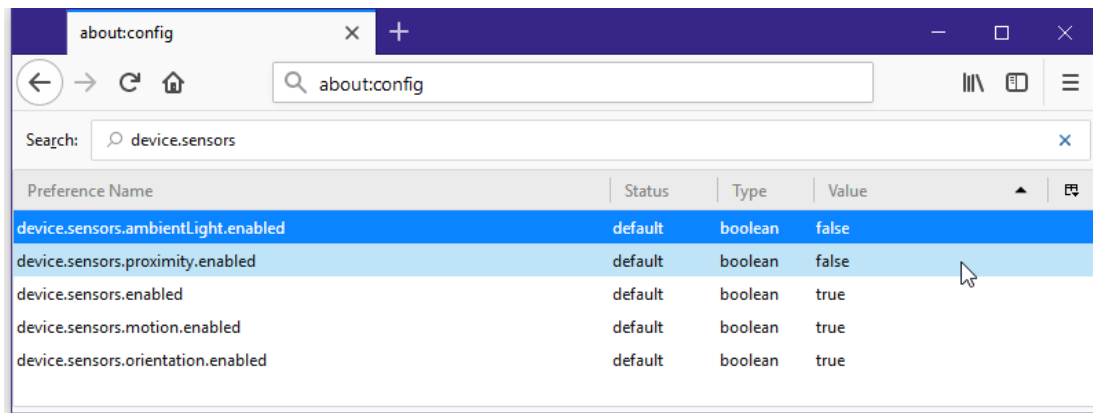 about:config
about:config
Search: device.sensors
Preference Name Status Type Value
device.sensors.ambientLight.enabled default boolean false
device.sensors.proximity.enabled default boolean false
device.sensors.enabled default boolean true
device.sensors.motion.enabled default boolean true
device.sensors.orientation.enabled default boolean true